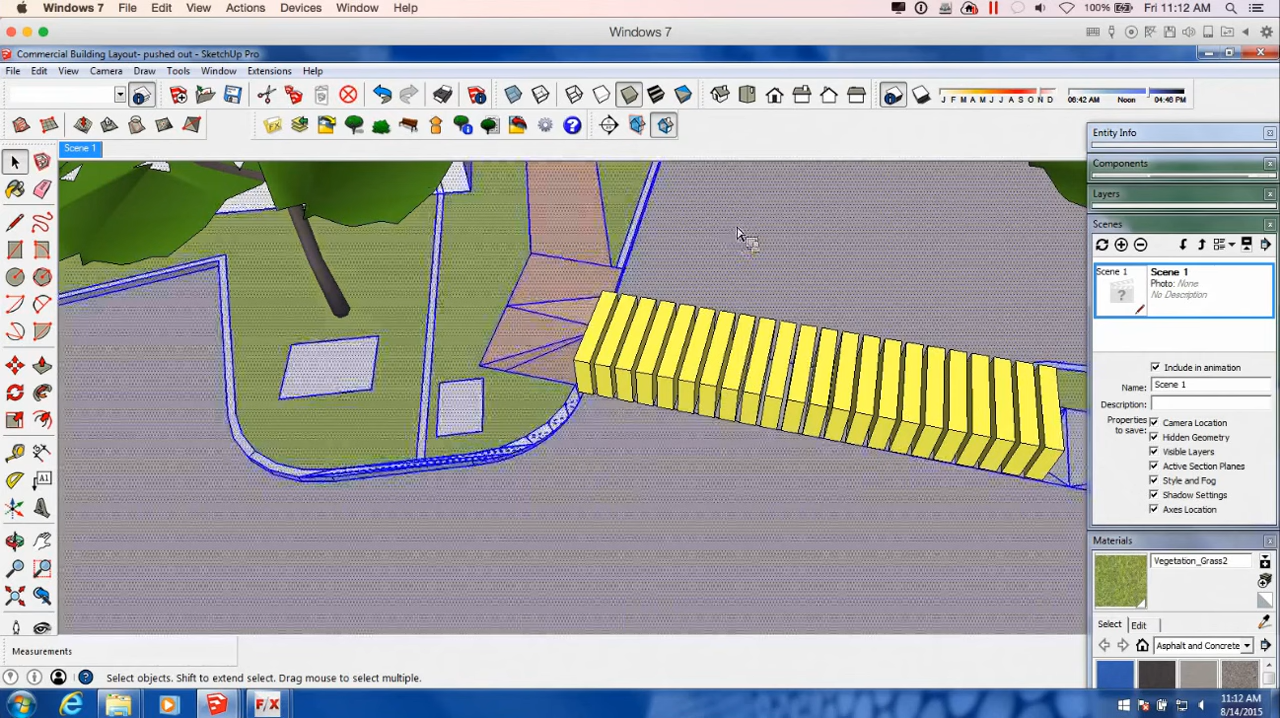 Windows 7 File Edit View Actions Devices Window Help 100% Fri 11:12 AM
Windows 7
Commercial Building Layout- pushed out - SketchUp Pro
File Edit View Camera Draw Tools Window Extensions Help
J F M A M J J A S O N D 06:42 AM Noon 04:46 PM
Entity Info
Scene 1
Components
Layers
Scenes
Scene 1 Scene 1
Photo: None
No Description
Include in animation
Name: Scene 1
Description:
Properties to save:
Camera Location
Hidden Geometry
Visible Layers
Active Section Planes
Style and Fog
Shadow Settings
Axes Location
Materials
Vegetation_Grass2
Select Edit
Asphalt and Concrete
A1
Measurements
Select objects. Shift to extend select. Drag mouse to select multiple.
F/X
11:12 AM
8/14/2015